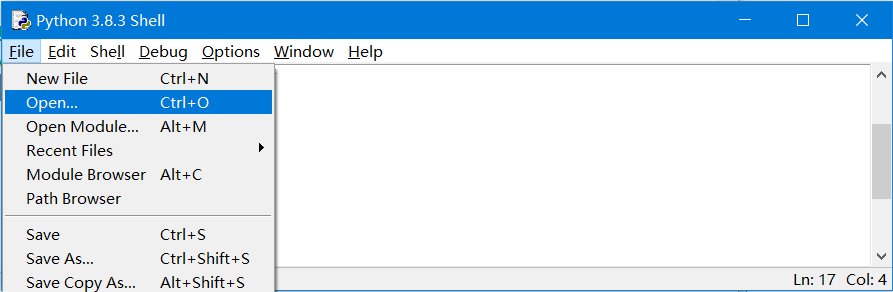 Python 3.8.3 Shell
File Edit Shell Debug Options Window Help
New File Ctrl+N
Open... Ctrl+O
Open Module... Alt+M
Recent Files
Module Browser Alt+C
Path Browser
Save Ctrl+S
Save As... Ctrl+Shift+S
Save Copy As... Alt+Shift+S
Ln: 17 Col: 4